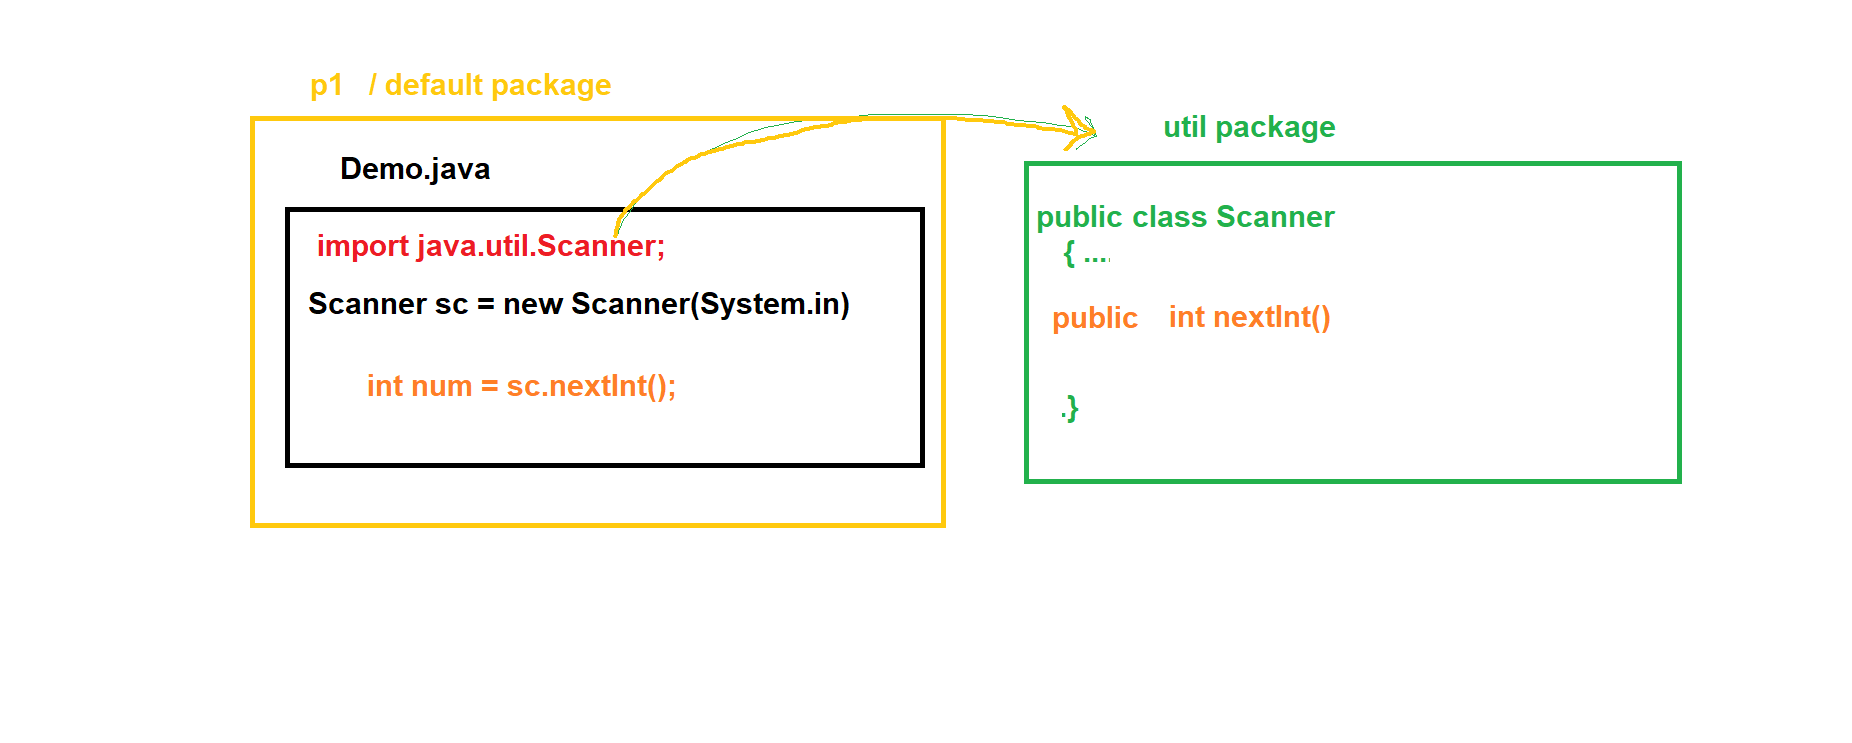 p1 / default package
Demo.java
import java.util.Scanner;
Scanner sc = new Scanner(System.in)
int num = sc.nextInt();
util package
public class Scanner
{ ....
public int nextInt()
.}